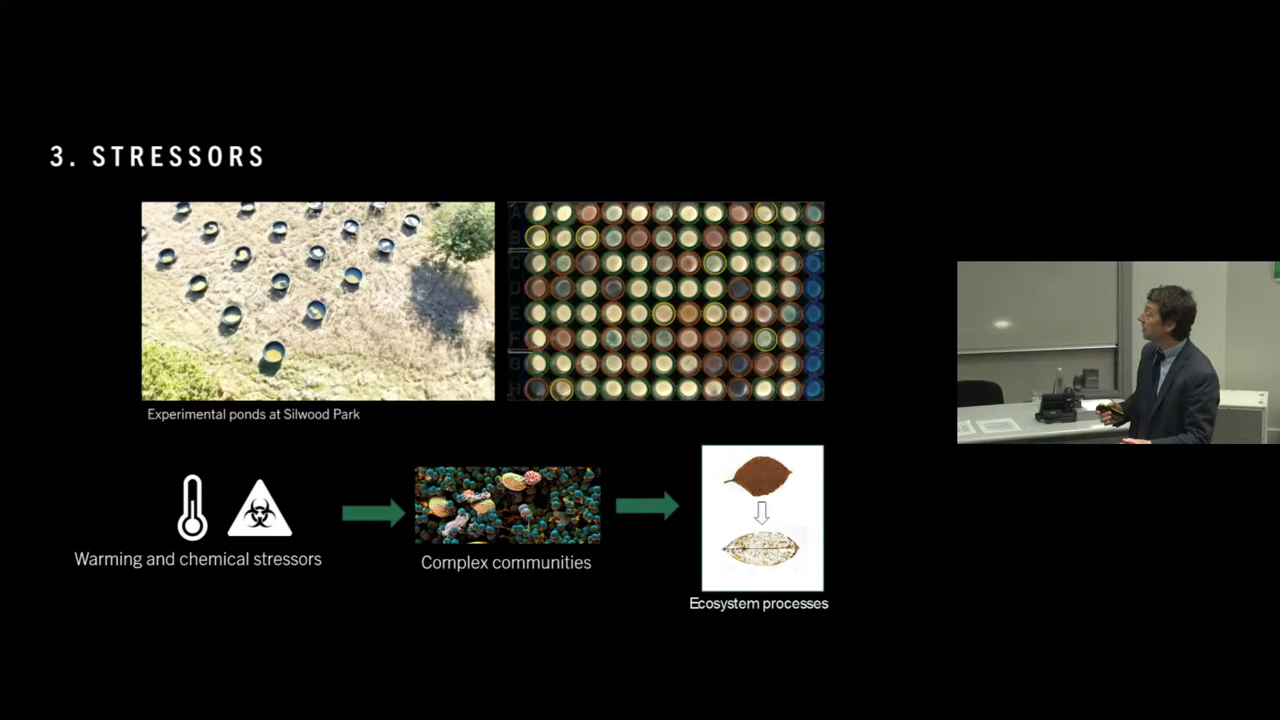 3. STRESSORS
A
B
C
D
E
F
G
H
Experimental ponds at Silwood Park
Warming and chemical stressors
Complex communities
Ecosystem processes